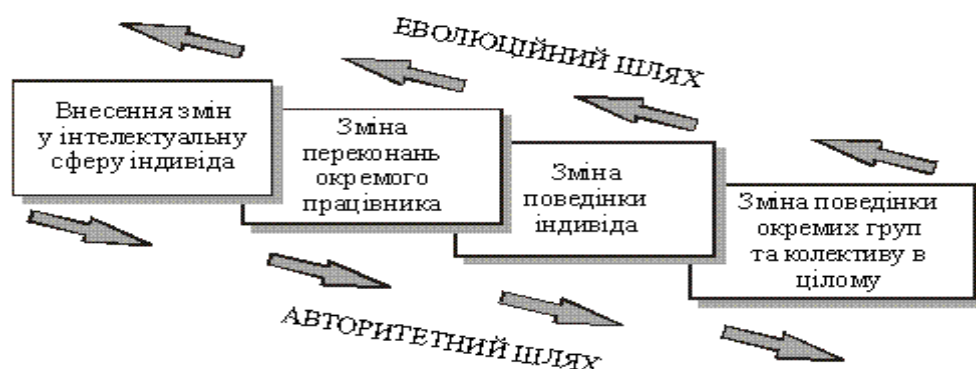 ЕВОЛЮЦІЙНИЙ ШЛЯХ
Внесення змін
у інтелектуальну
сферу індивіда
Зміна
переконань
окремого
працівника
Зміна
поведінки
індивіда
Зміна поведінки
окремих груп
та колективу в
цілому
АВТОРИТЕТНИЙ ШЛЯХ